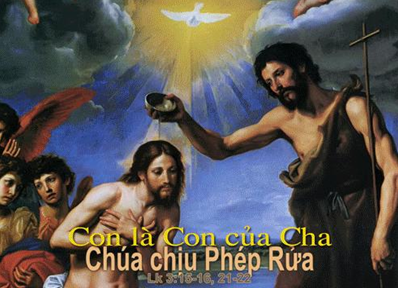 Con là Con của Cha
Chúa chịu Phép Rửa
Lk 3:15-16, 21-22